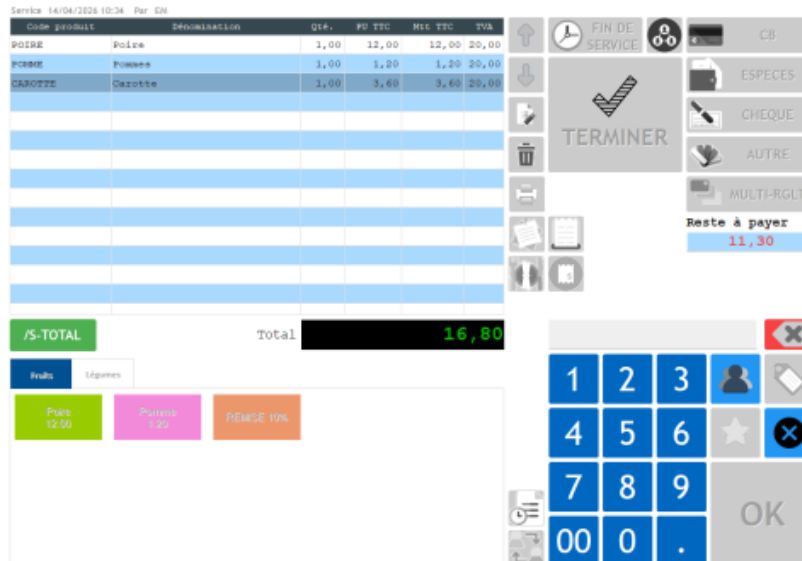 Service 14/04/2026 10:34 Par EM
Code produit Dénomination Qté. PU TTC Mtt TTC TVA
POIRE Poire 1,00 12,00 12,00 20,00
POMME Pommes 1,00 1,20 1,20 20,00
CAROTTE Carotte 1,00 3,60 3,60 20,00
FIN DE
SERVICE
CB
ESPECES
TERMINER
CHEQUE
AUTRE
MULTI-RGLT
Reste à payer
11,30
/S-TOTAL
Total 16,80
Fruits Légumes
Poire
12.00
Pomme
1.20
REMISE 10%
1 2 3
4 5 6
7 8 9
OK
00 0 .